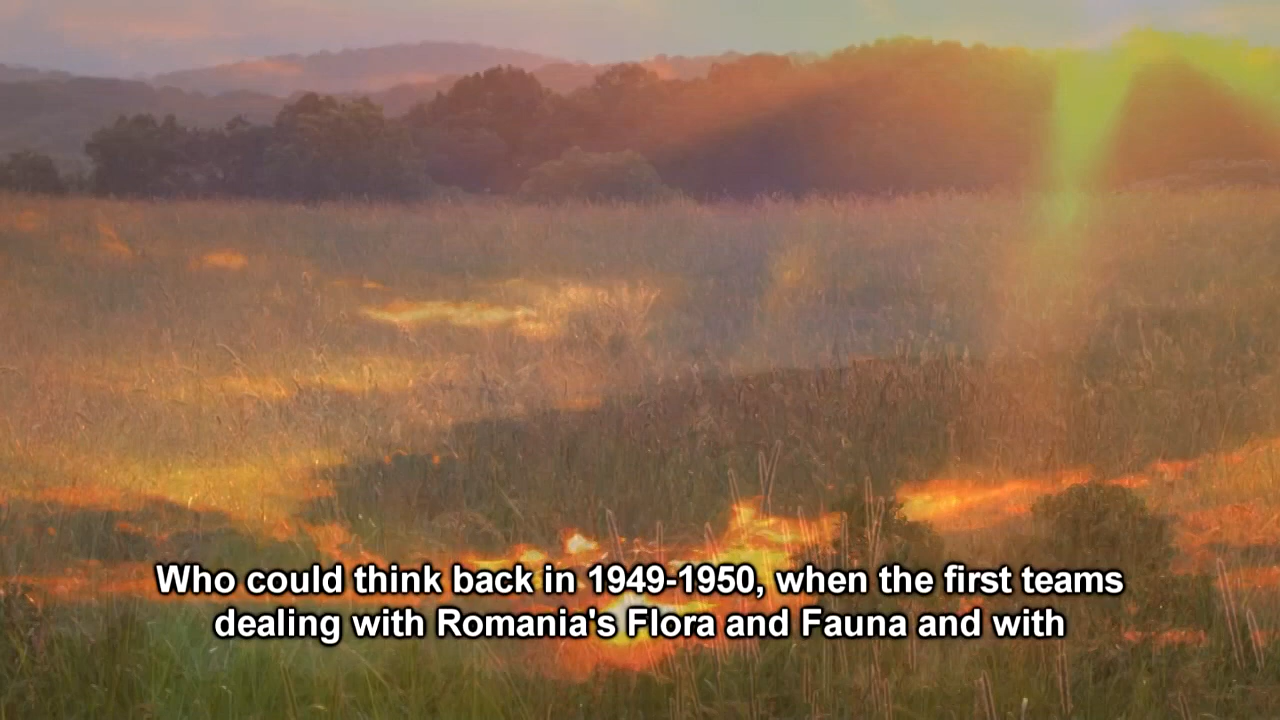 Who could think back in 1949-1950, when the first teams
dealing with Romania's Flora and Fauna and with